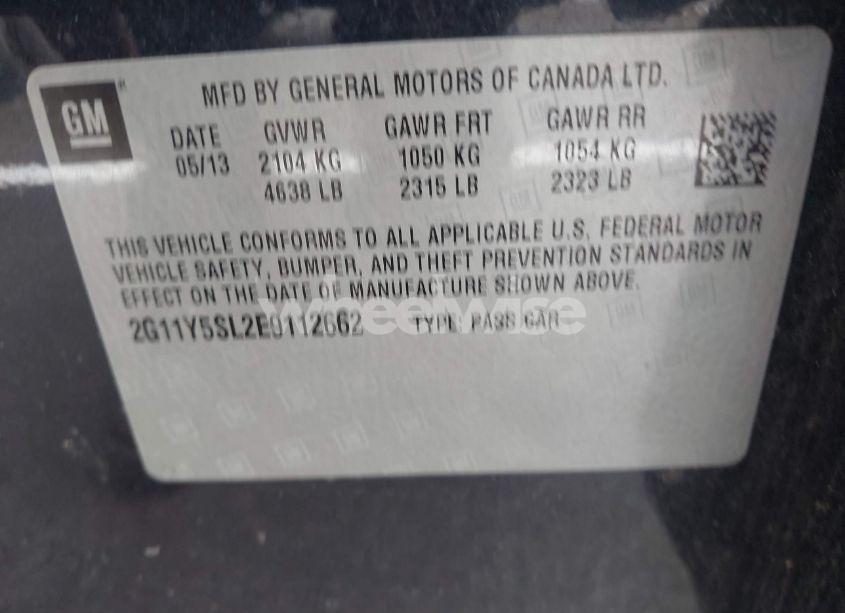 GM
MFD BY GENERAL MOTORS OF CANADA LTD.
DATE GVWR GAWR FRT GAWR RR
05/13 2104 KG 1050 KG 1054 KG
4638 LB 2315 LB 2323 LB
THIS VEHICLE CONFORMS TO ALL APPLICABLE U.S. FEDERAL MOTOR
VEHICLE SAFETY, BUMPER, AND THEFT PREVENTION STANDARDS IN
EFFECT ON THE DATE OF MANUFACTURE SHOWN ABOVE.
2G11Y5SL2E9112662 TYPE: PASS CAR
wheelwise